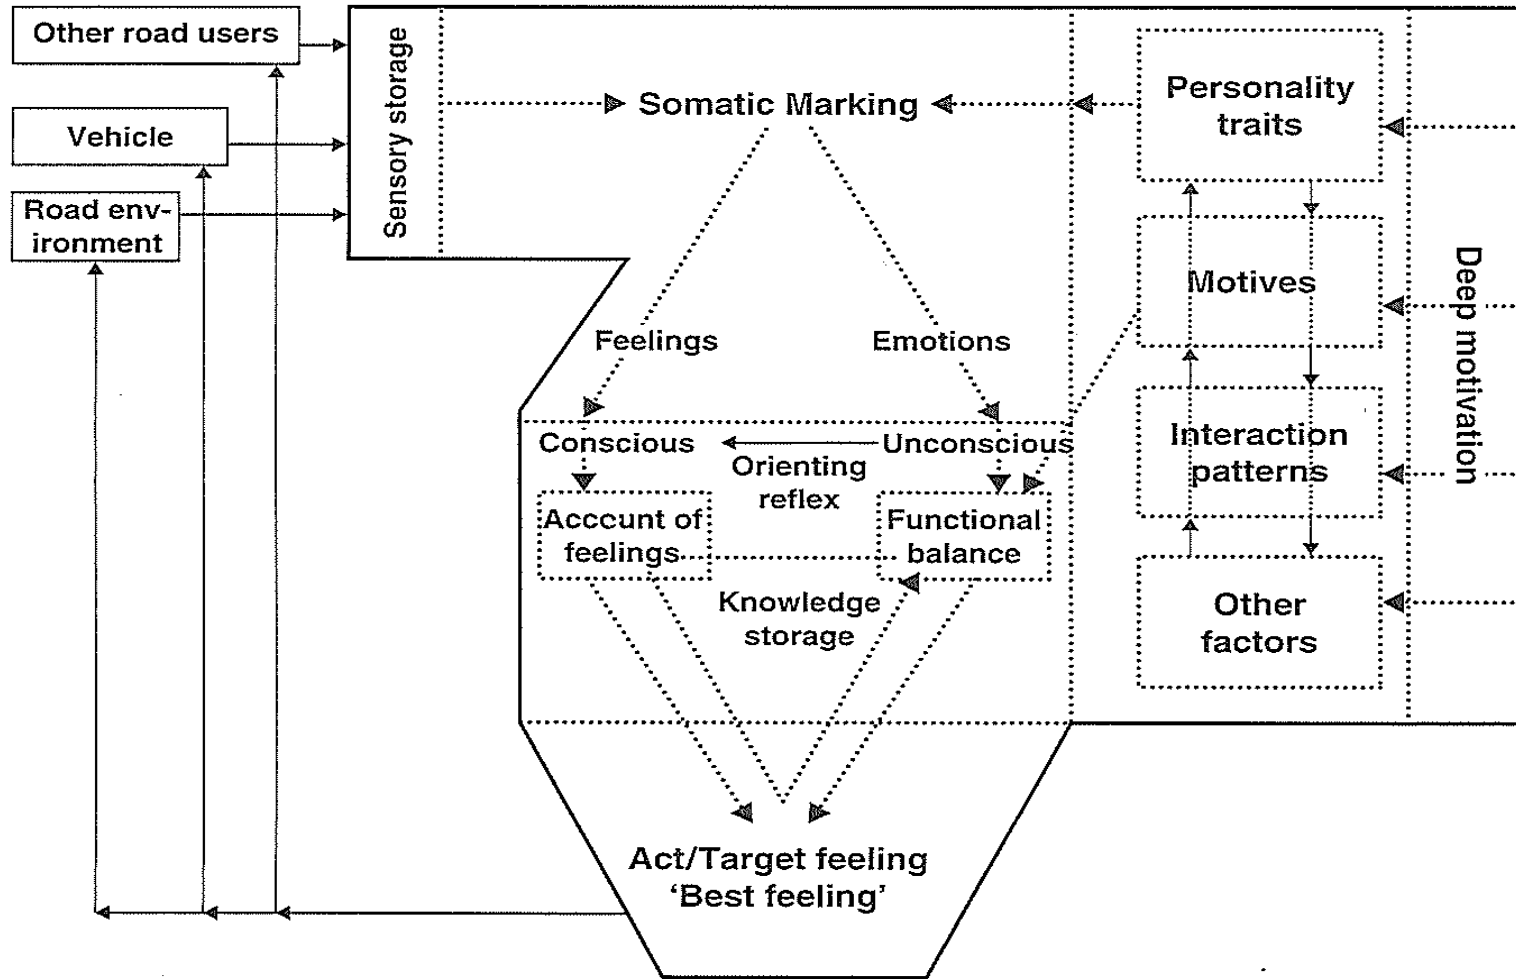 Other road users
Vehicle
Road env-
ironment
Sensory storage
Somatic Marking
Personality
traits
Motives
Interaction
patterns
Other
factors
Deep motivation
Feelings
Emotions
Conscious
Unconscious
Orienting
reflex
Acccunt of
feelings
Functional
balance
Knowledge
storage
Act/Target feeling
‘Best feeling’